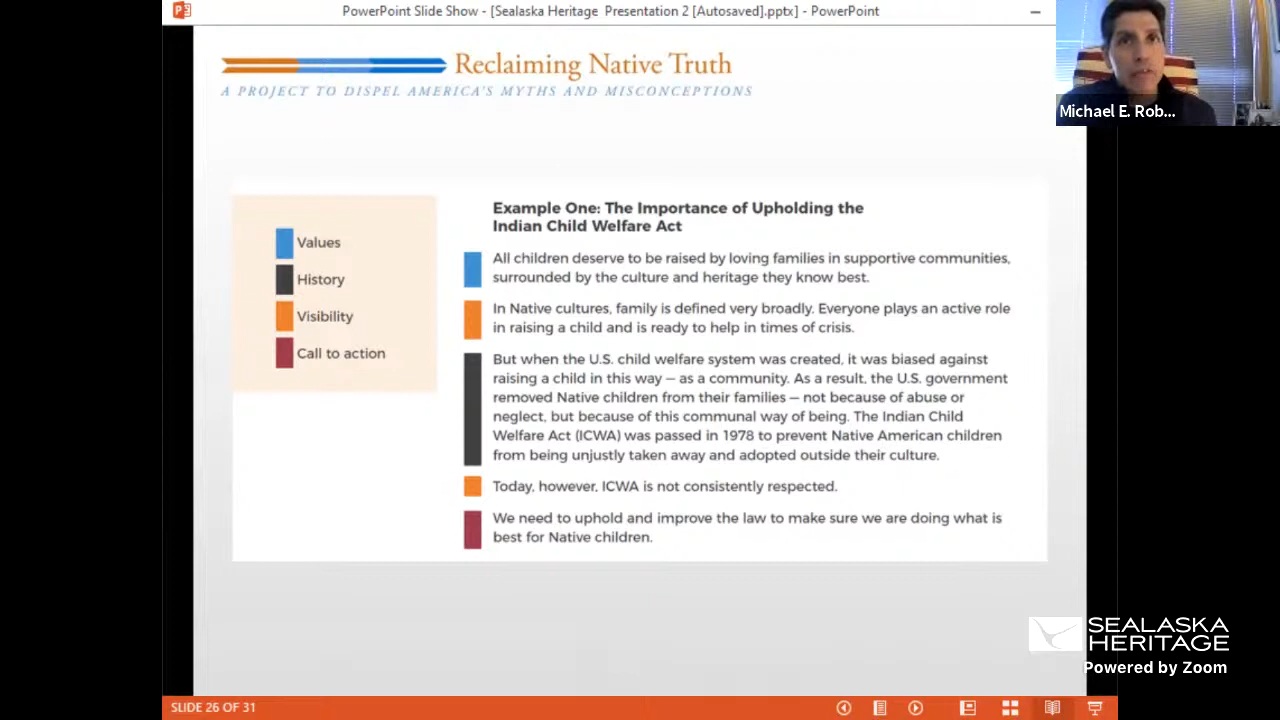 PowerPoint Slide Show - [Sealaska Heritage Presentation 2 [Autosaved].pptx] - PowerPoint
Michael E. Rob...
Reclaiming Native Truth
A PROJECT TO DISPEL AMERICA'S MYTHS AND MISCONCEPTIONS
Values
History
Visibility
Call to action
Example One: The Importance of Upholding the
Indian Child Welfare Act
All children deserve to be raised by loving families in supportive communities,
surrounded by the culture and heritage they know best.
In Native cultures, family is defined very broadly. Everyone plays an active role
in raising a child and is ready to help in times of crisis.
But when the U.S. child welfare system was created, it was biased against
raising a child in this way — as a community. As a result, the U.S. government
removed Native children from their families — not because of abuse or
neglect, but because of this communal way of being. The Indian Child
Welfare Act (ICWA) was passed in 1978 to prevent Native American children
from being unjustly taken away and adopted outside their culture.
Today, however, ICWA is not consistently respected.
We need to uphold and improve the law to make sure we are doing what is
best for Native children.
SEALASKA
HERITAGE
Powered by Zoom
SLIDE 26 OF 31